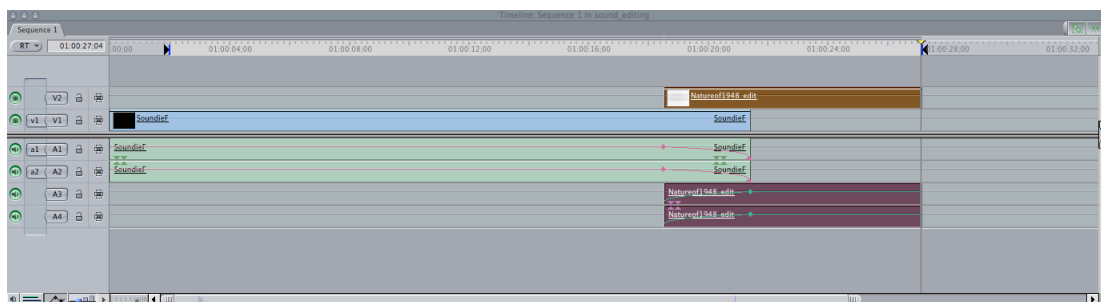 Timeline: Sequence 1 in sound_editing
Sequence 1
RT 01:00:27;04 00:00 01:00:04;00 01:00:08;00 01:00:12;00 01:00:16;00 01:00:20;00 01:00:24;00 01:00:28;00 01:00:32;00
V2 Natureof1948_edit
v1 V1 SoundieF SoundieF
a1 A1 SoundieF SoundieF
a2 A2 SoundieF SoundieF
A3 Natureof1948_edit
A4 Natureof1948_edit